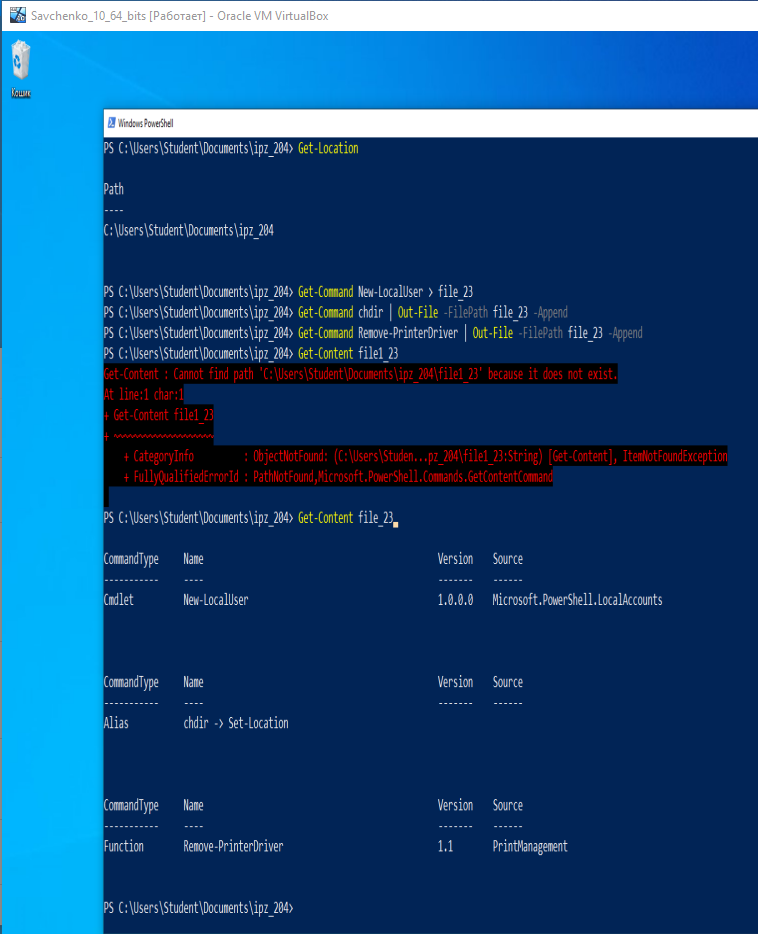 Savchenko_10_64_bits [Работает] - Oracle VM VirtualBox
Кошик
Windows PowerShell
PS C:\Users\Student\Documents\ipz_204> Get-Location
Path
----
C:\Users\Student\Documents\ipz_204
PS C:\Users\Student\Documents\ipz_204> Get-Command New-LocalUser > file_23
PS C:\Users\Student\Documents\ipz_204> Get-Command chdir | Out-File -FilePath file_23 -Append
PS C:\Users\Student\Documents\ipz_204> Get-Command Remove-PrinterDriver | Out-File -FilePath file_23 -Append
PS C:\Users\Student\Documents\ipz_204> Get-Content file1_23
Get-Content : Cannot find path 'C:\Users\Student\Documents\ipz_204\file1_23' because it does not exist.
At line:1 char:1
+ Get-Content file1_23
+ ~~~~~~~~~~~~~~~~~~~~
    + CategoryInfo          : ObjectNotFound: (C:\Users\Studen...pz_204\file1_23:String) [Get-Content], ItemNotFoundException
    + FullyQualifiedErrorId : PathNotFound,Microsoft.PowerShell.Commands.GetContentCommand
PS C:\Users\Student\Documents\ipz_204> Get-Content file_23
CommandType     Name                                               Version    Source
-----------     ----                                               -------    ------
Cmdlet          New-LocalUser                                      1.0.0.0    Microsoft.PowerShell.LocalAccounts
CommandType     Name                                               Version    Source
-----------     ----                                               -------    ------
Alias           chdir -> Set-Location
CommandType     Name                                               Version    Source
-----------     ----                                               -------    ------
Function        Remove-PrinterDriver                               1.1        PrintManagement
PS C:\Users\Student\Documents\ipz_204>